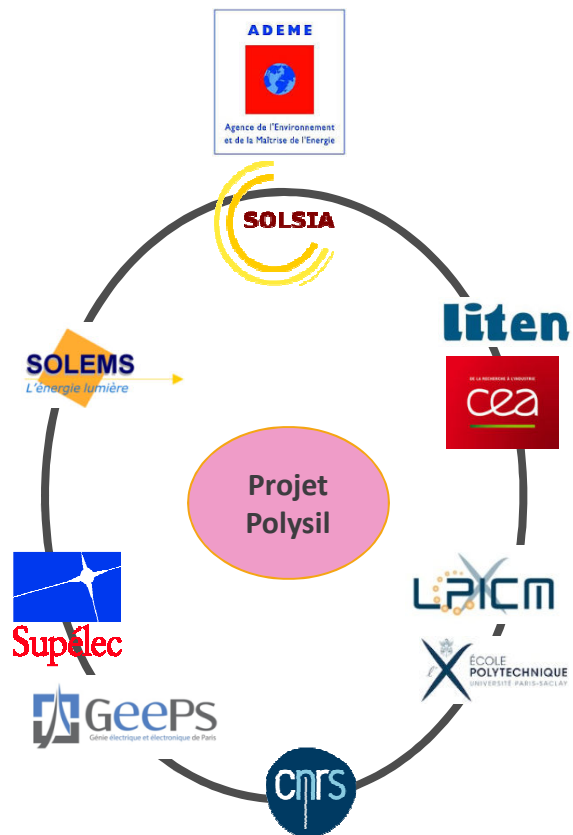 ADEME
Agence de l'Environnement
et de la Maîtrise de l'Energie
SOLSIA
liten
DE LA RECHERCHE À L'INDUSTRIE
cea
SOLEMS
L'énergie lumière
Projet
Polysil
LPICM
ÉCOLE
POLYTECHNIQUE
UNIVERSITÉ PARIS-SACLAY
Supélec
GeePs
Génie électrique et électronique de Paris
cnrs